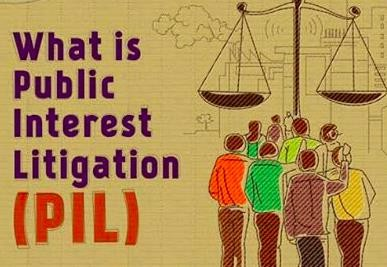 What is
Public
Interest
Litigation
(PIL)